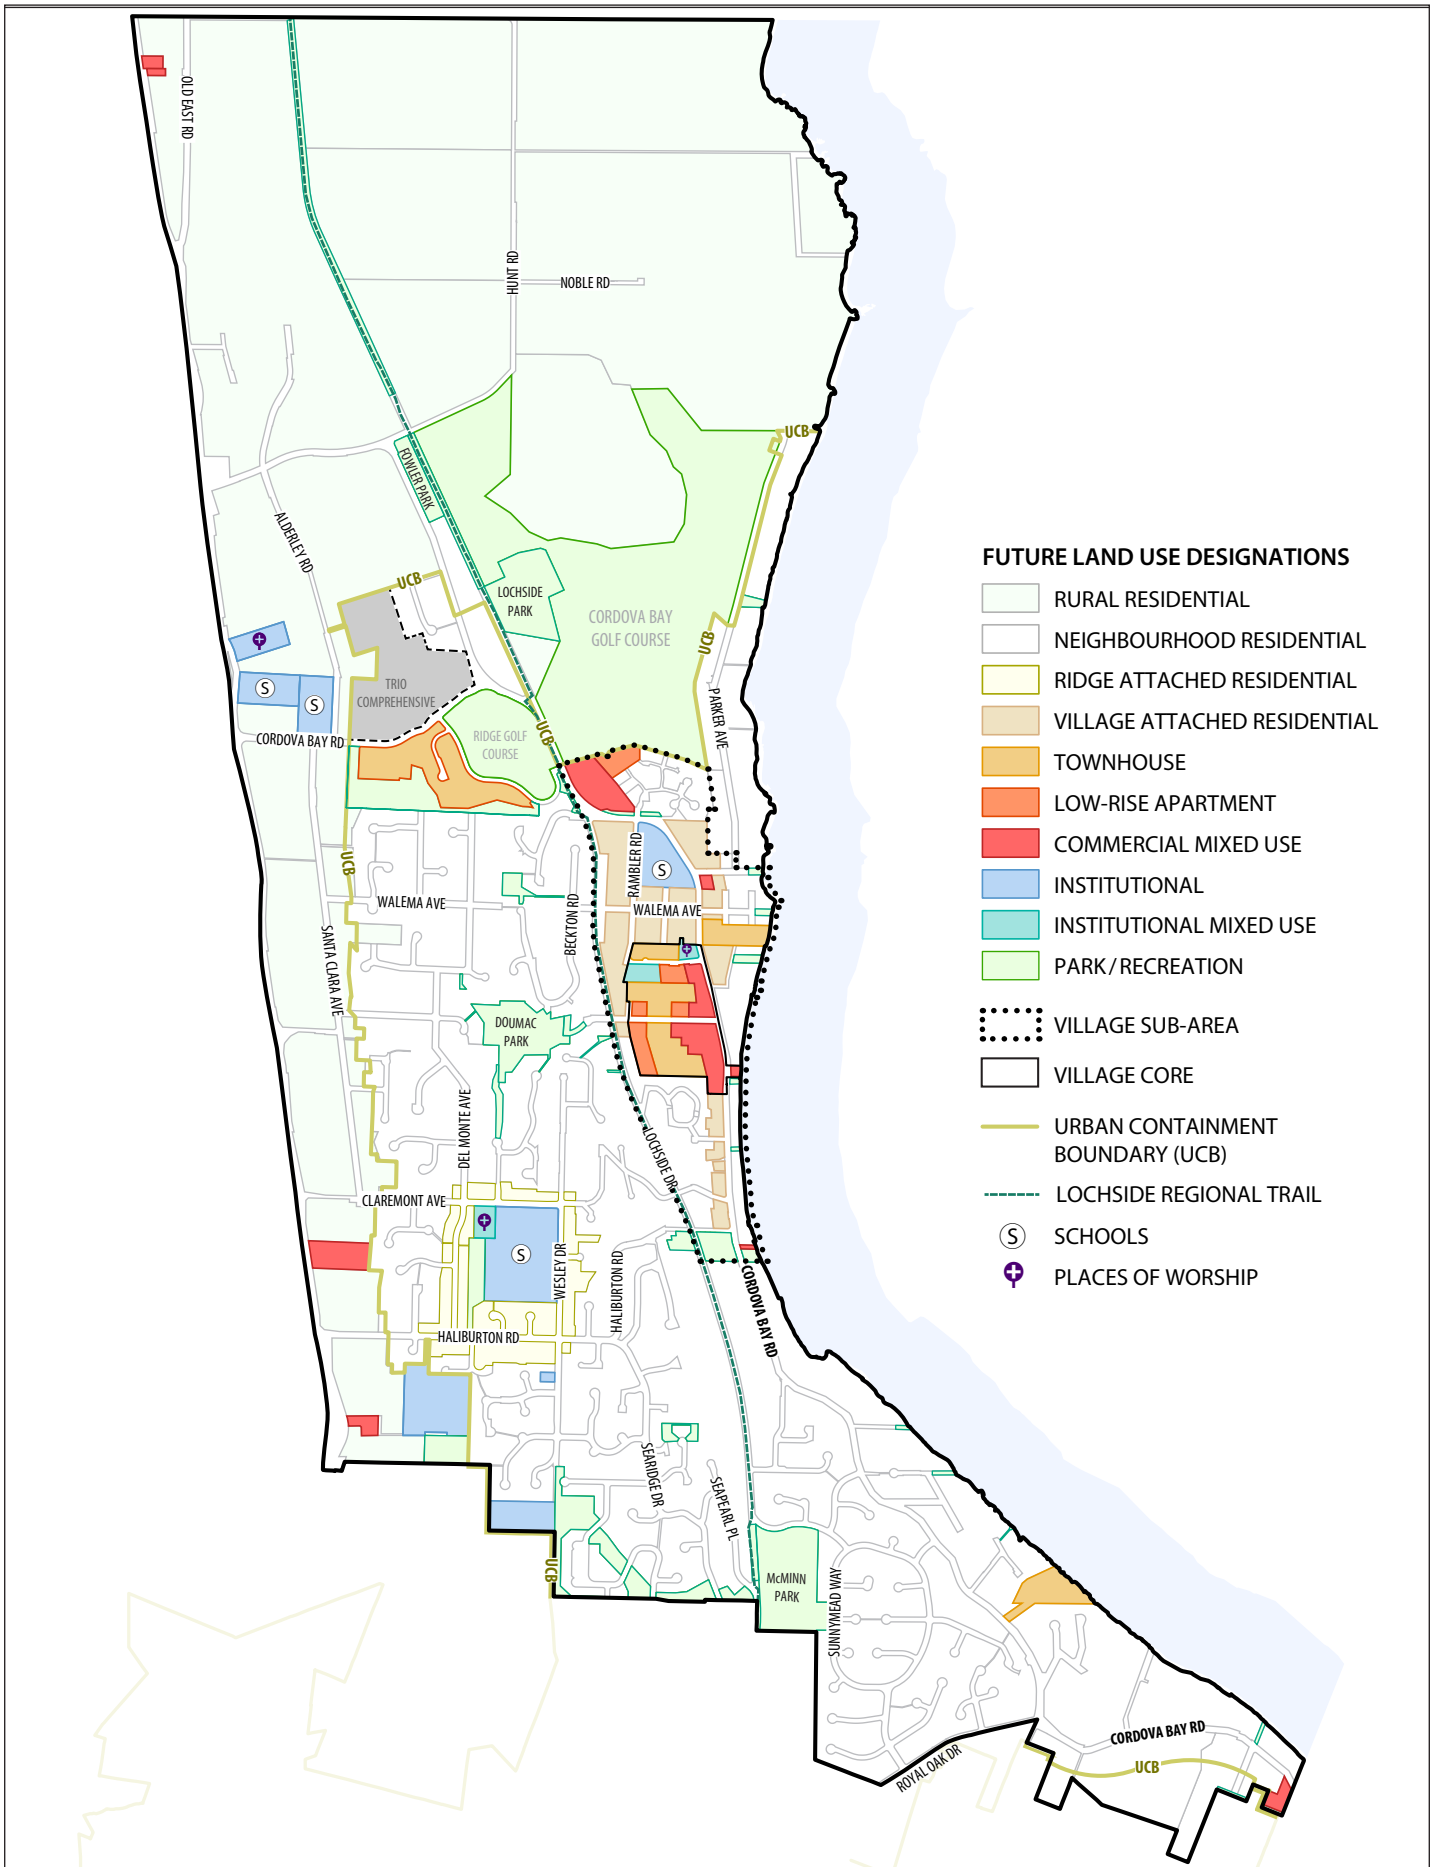 OLD EAST RD
HUNT RD
NOBLE RD
UCB
FOWLER PARK
ALDERLEY RD
UCB
LOCHSIDE
PARK
CORDOVA BAY
GOLF COURSE
UCB
S
S
TRIO
COMPREHENSIVE
PARKER AVE
CORDOVA BAY RD
RIDGE GOLF
COURSE
UCB
UCB
RAMBLER RD
S
WALEMA AVE
WALEMA AVE
BECKTON RD
SANTA CLARA AVE
DOUMAC
PARK
DEL MONTE AVE
LOCHSIDE DR
CLAREMONT AVE
S
WESLEY DR
HALIBURTON RD
CORDOVA BAY RD
HALIBURTON RD
SEARIDGE DR
SEAPEARL PL
UCB
McMINN
PARK
SUNNYMEAD WAY
ROYAL OAK DR
CORDOVA BAY RD
UCB
FUTURE LAND USE DESIGNATIONS
RURAL RESIDENTIAL
NEIGHBOURHOOD RESIDENTIAL
RIDGE ATTACHED RESIDENTIAL
VILLAGE ATTACHED RESIDENTIAL
TOWNHOUSE
LOW-RISE APARTMENT
COMMERCIAL MIXED USE
INSTITUTIONAL
INSTITUTIONAL MIXED USE
PARK / RECREATION
VILLAGE SUB-AREA
VILLAGE CORE
URBAN CONTAINMENT
BOUNDARY (UCB)
LOCHSIDE REGIONAL TRAIL
S SCHOOLS
PLACES OF WORSHIP